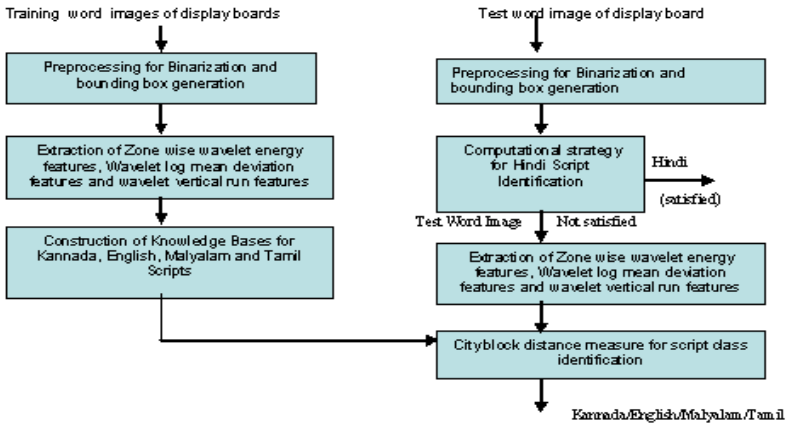 Training word images of display boards
Preprocessing for Binarization and
bounding box generation
Extraction of Zone wise wavelet energy
features, Wavelet log mean deviation
features and wavelet vertical run features
Construction of Knowledge Bases for
Kannada, English, Malyalam and Tamil
Scripts
Test word image of display board
Preprocessing for Binarization and
bounding box generation
Computational strategy
for Hindi Script
Identification
Hindi
(satisfied)
Test Word Image
Not satisfied
Extraction of Zone wise wavelet energy
features, Wavelet log mean deviation
features and wavelet vertical run features
Cityblock distance measure for script class
identification
Kannada/English/Malyalam/Tamil